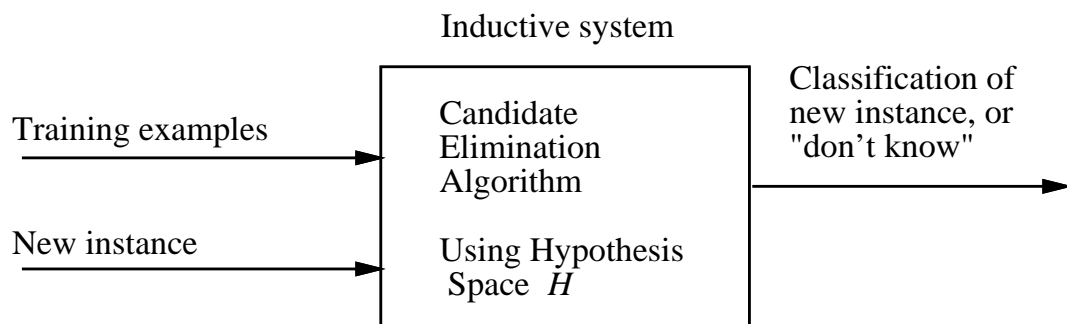 Inductive system
Training examples
New instance
Candidate
Elimination
Algorithm
Using Hypothesis
Space H
Classification of
new instance, or
"don’t know"